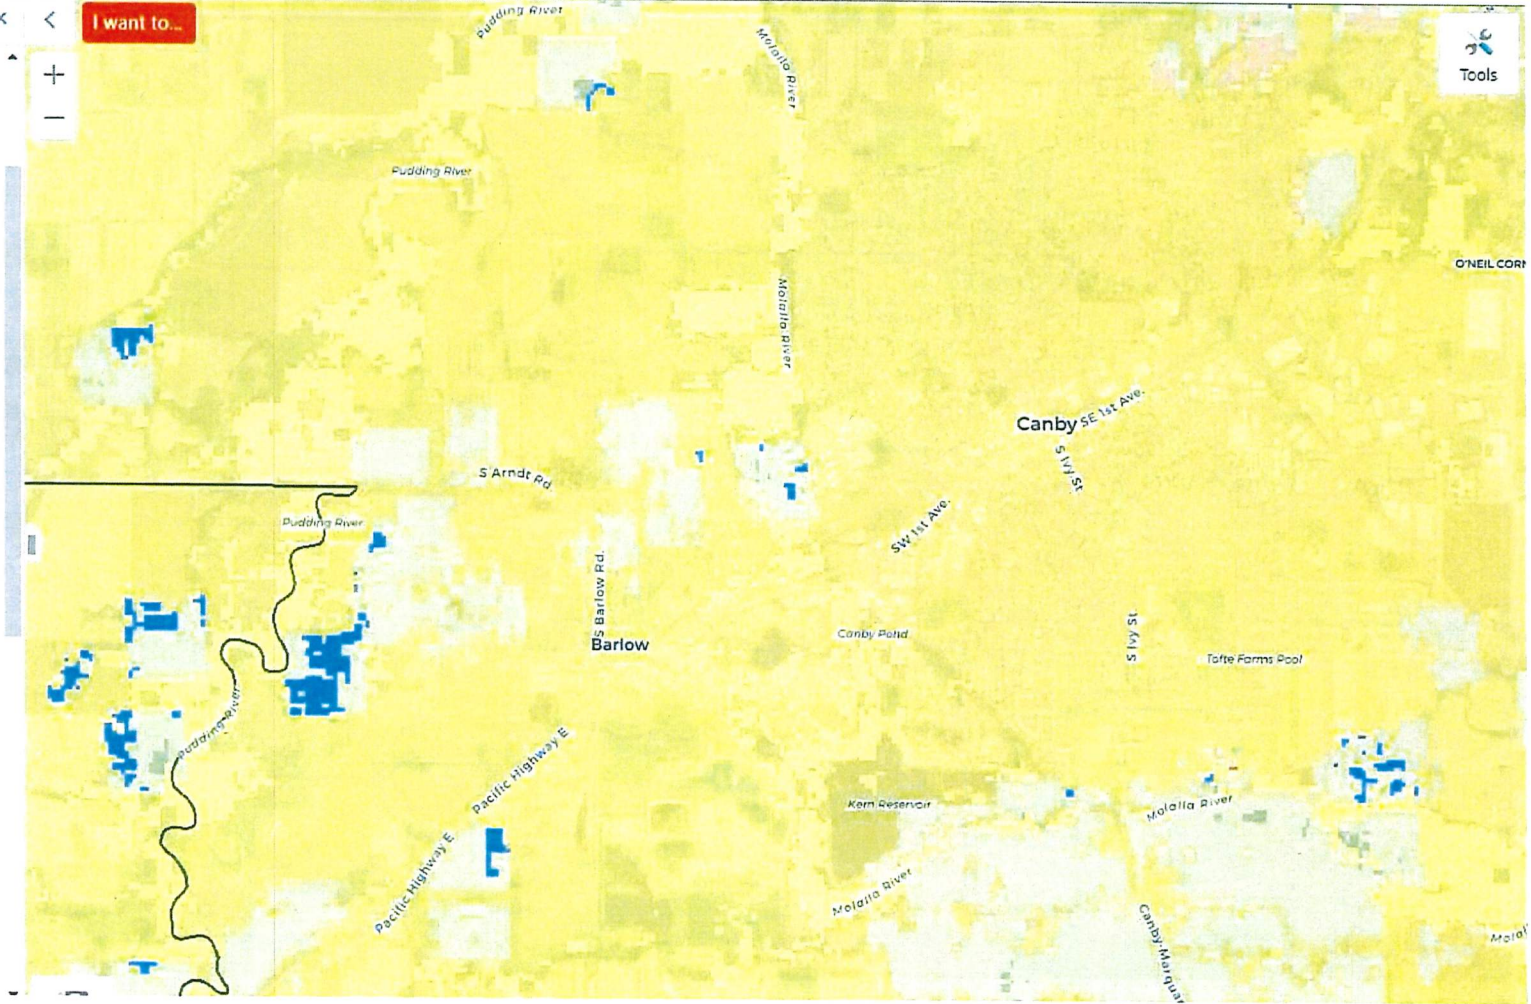 I want to...
Tools
+
−
Pudding River
Molalla River
Pudding River
O'NEIL CORN
Molalla River
Canby
SE 1st Ave.
S Ivy St
S Arndt Rd.
SW 1st Ave.
Pudding River
S Barlow Rd.
Barlow
Canby Pond
S Ivy St.
Tofte Farms Pool
Pudding River
Pacific Highway E
Kern Reservoir
Molalla River
Pacific Highway E
Molalla River
Canby-Marquar
Molal